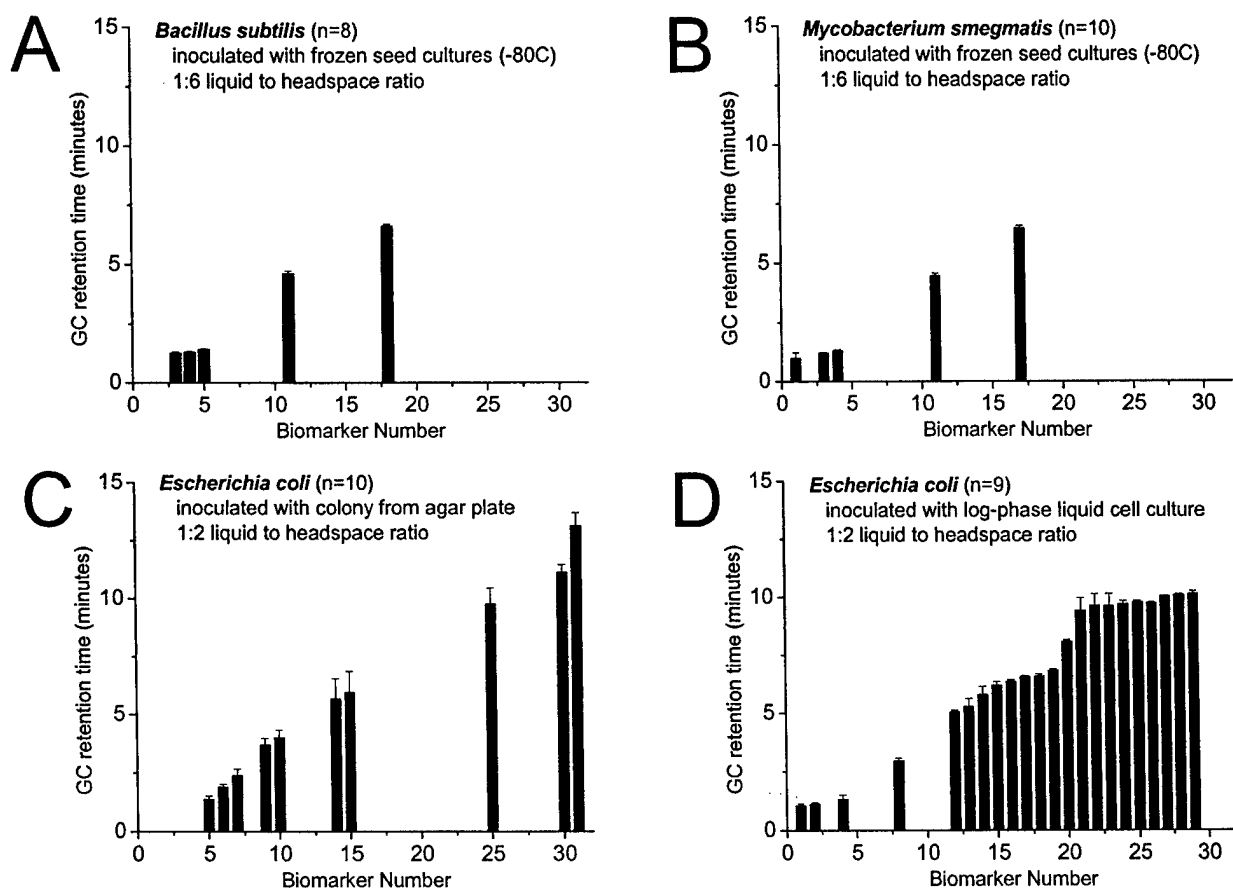 A
Bacillus subtilis (n=8)
inoculated with frozen seed cultures (-80C)
1:6 liquid to headspace ratio
GC retention time (minutes)
15
10
5
0
0 5 10 15 20 25 30
Biomarker Number
B
Mycobacterium smegmatis (n=10)
inoculated with frozen seed cultures (-80C)
1:6 liquid to headspace ratio
GC retention time (minutes)
15
10
5
0
0 5 10 15 20 25 30
Biomarker Number
C
Escherichia coli (n=10)
inoculated with colony from agar plate
1:2 liquid to headspace ratio
GC retention time (minutes)
15
10
5
0
0 5 10 15 20 25 30
Biomarker Number
D
Escherichia coli (n=9)
inoculated with log-phase liquid cell culture
1:2 liquid to headspace ratio
GC retention time (minutes)
15
10
5
0
0 5 10 15 20 25 30
Biomarker Number